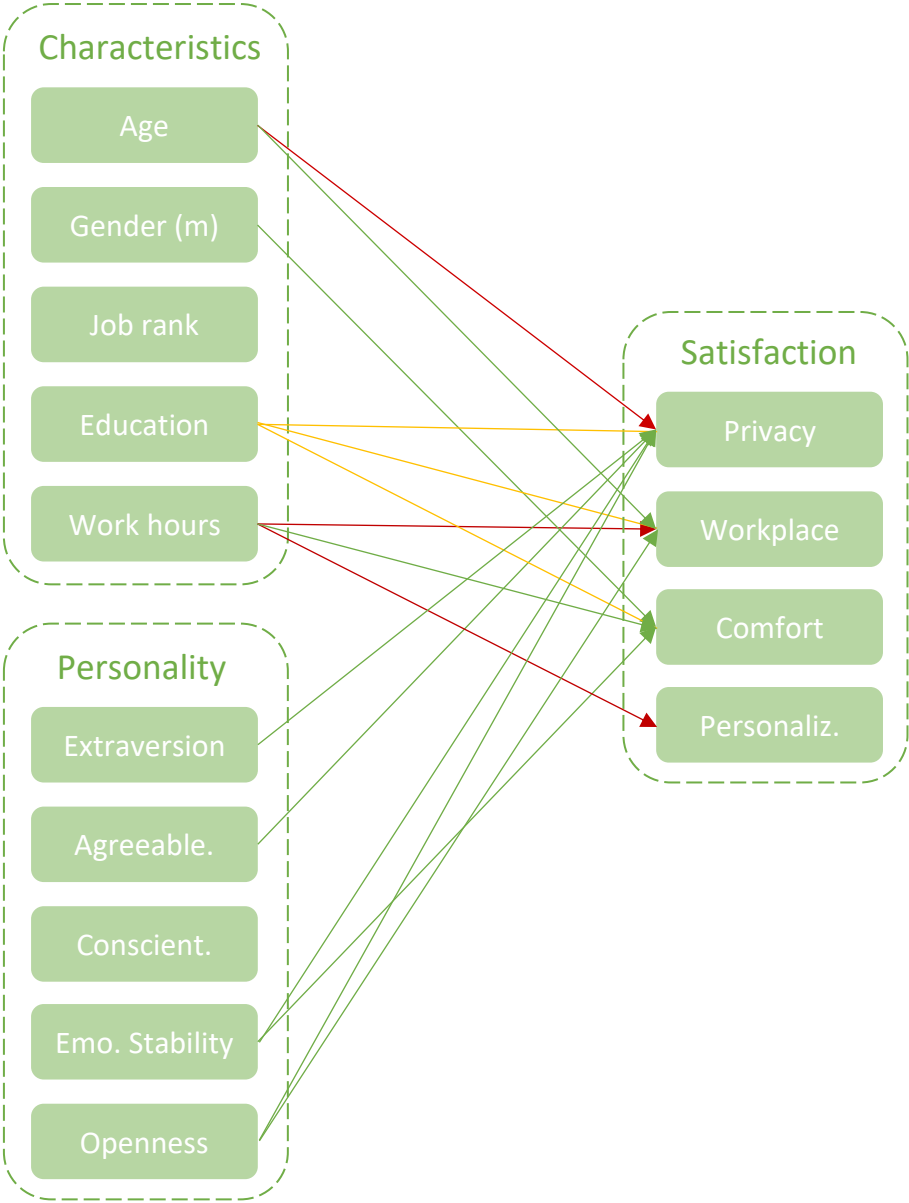 Characteristics
Age
Gender (m)
Job rank
Education
Work hours
Personality
Extraversion
Agreeable.
Conscient.
Emo. Stability
Openness
Satisfaction
Privacy
Workplace
Comfort
Personaliz.